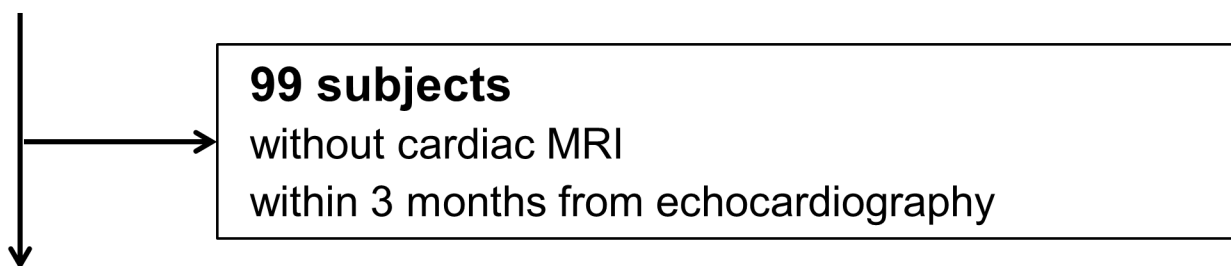 99 subjects
without cardiac MRI
within 3 months from echocardiography